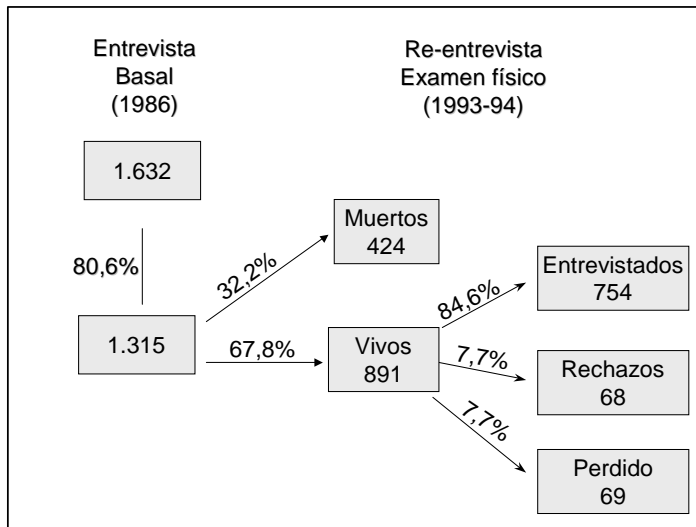 Entrevista
Basal
(1986)
Re-entrevista
Examen físico
(1993-94)
1.632
80,6%
1.315
32,2%
67,8%
Muertos
424
Vivos
891
84,6%
7,7%
7,7%
Entrevistados
754
Rechazos
68
Perdido
69